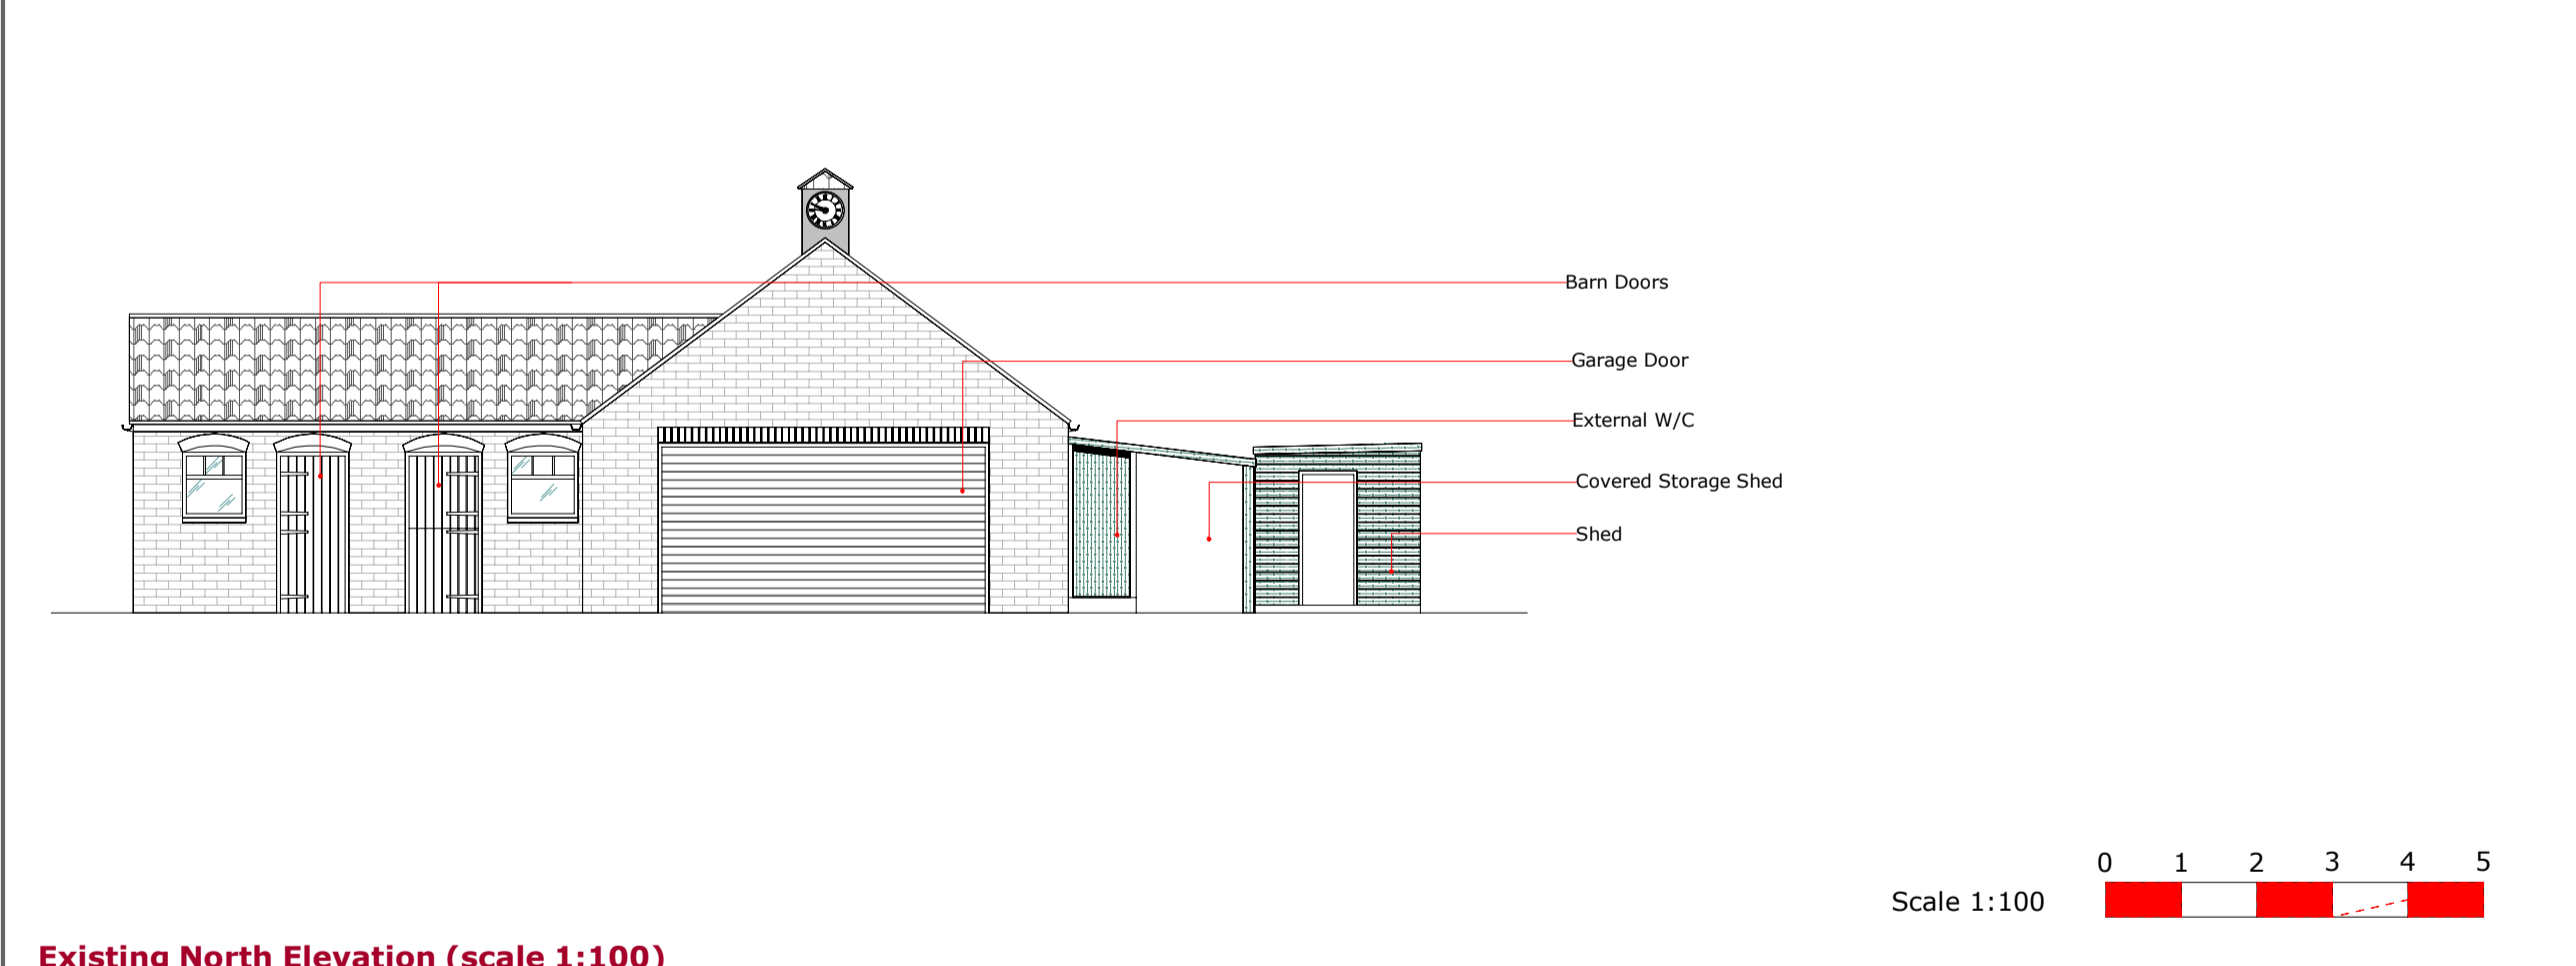 Barn Doors
Garage Door
External W/C
Covered Storage Shed
Shed
0 1 2 3 4 5
Scale 1:100
Existing North Elevation (scale 1:100)